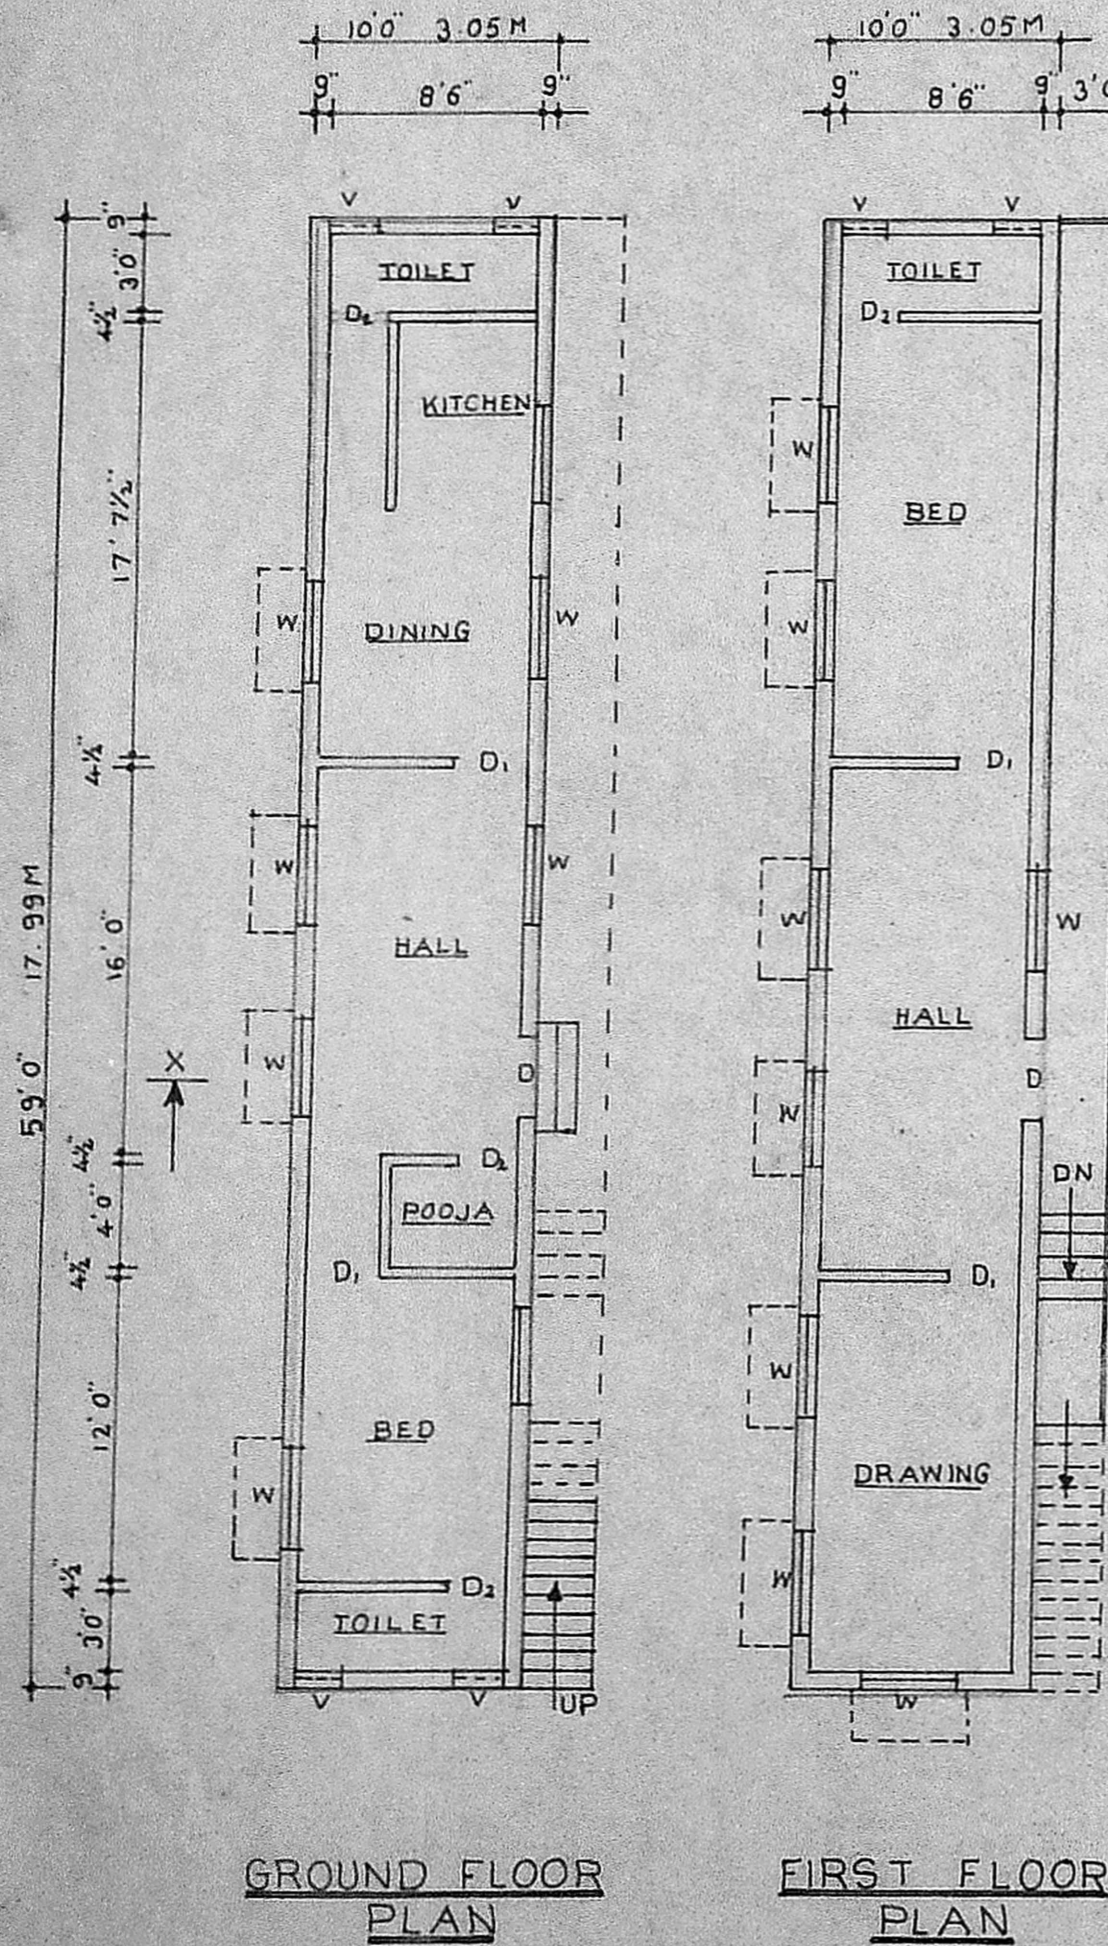 10'0" 3.05M
9" 8'6" 9"
V V
TOILET
D2
KITCHEN
W DINING W
D1
W W
HALL
W D
D2
POOJA
D1
BED
W
D2
TOILET
V V
UP
9"
3'0"
4½"
17' 7½"
4½"
16' 0"
4½"
4'0"
4½"
12' 0"
4½"
3'0"
9"
59'0" 17.99M
X
GROUND FLOOR
PLAN
10'0" 3.05M
9" 8'6" 9"
V V
TOILET
D2
W
BED
W
D1
W W
HALL
W D
DN
D1
W
DRAWING
W
W
FIRST FLOOR
PLAN